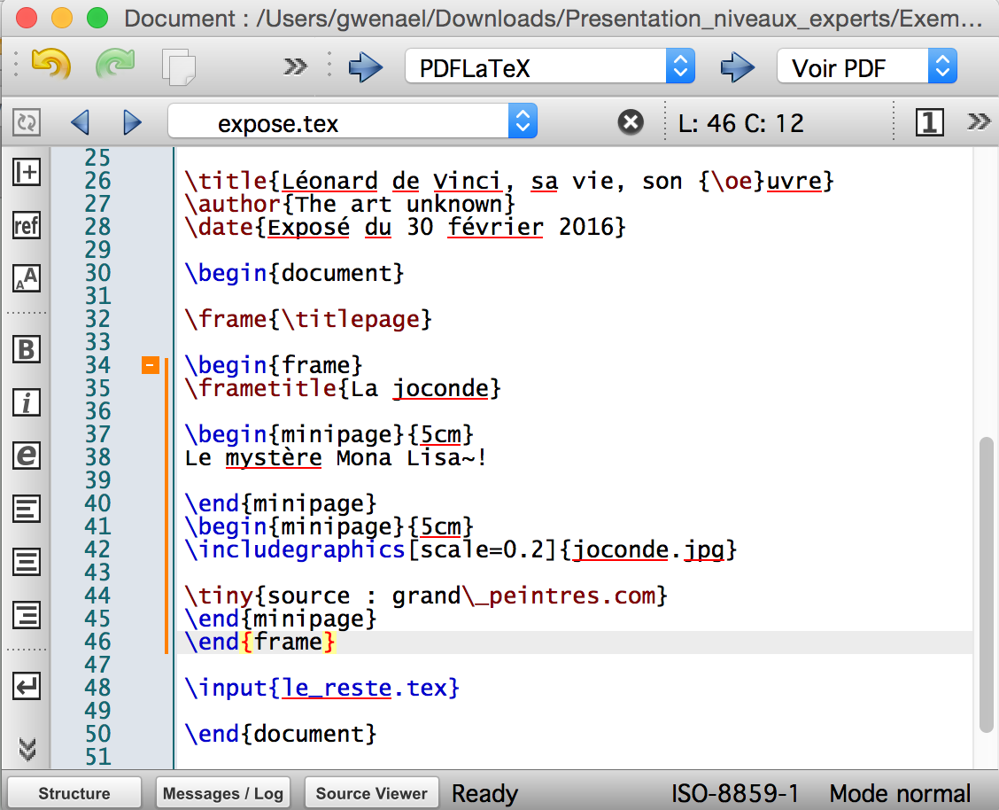 Document : /Users/gwenael/Downloads/Presentation_niveaux_experts/Exem...
PDFLaTeX
Voir PDF
expose.tex
L: 46 C: 12
1
25
26 \title{Léonard de Vinci, sa vie, son {\oe}uvre}
27 \author{The art unknown}
28 \date{Exposé du 30 février 2016}
29
30 \begin{document}
31
32 \frame{\titlepage}
33
34 \begin{frame}
35 \frametitle{La joconde}
36
37 \begin{minipage}{5cm}
38 Le mystère Mona Lisa~!
39
40 \end{minipage}
41 \begin{minipage}{5cm}
42 \includegraphics[scale=0.2]{joconde.jpg}
43
44 \tiny{source : grand\_peintres.com}
45 \end{minipage}
46 \end{frame}
47
48 \input{le_reste.tex}
49
50 \end{document}
51
ref
AA
B
i
e
Structure
Messages / Log
Source Viewer
Ready
ISO-8859-1
Mode normal